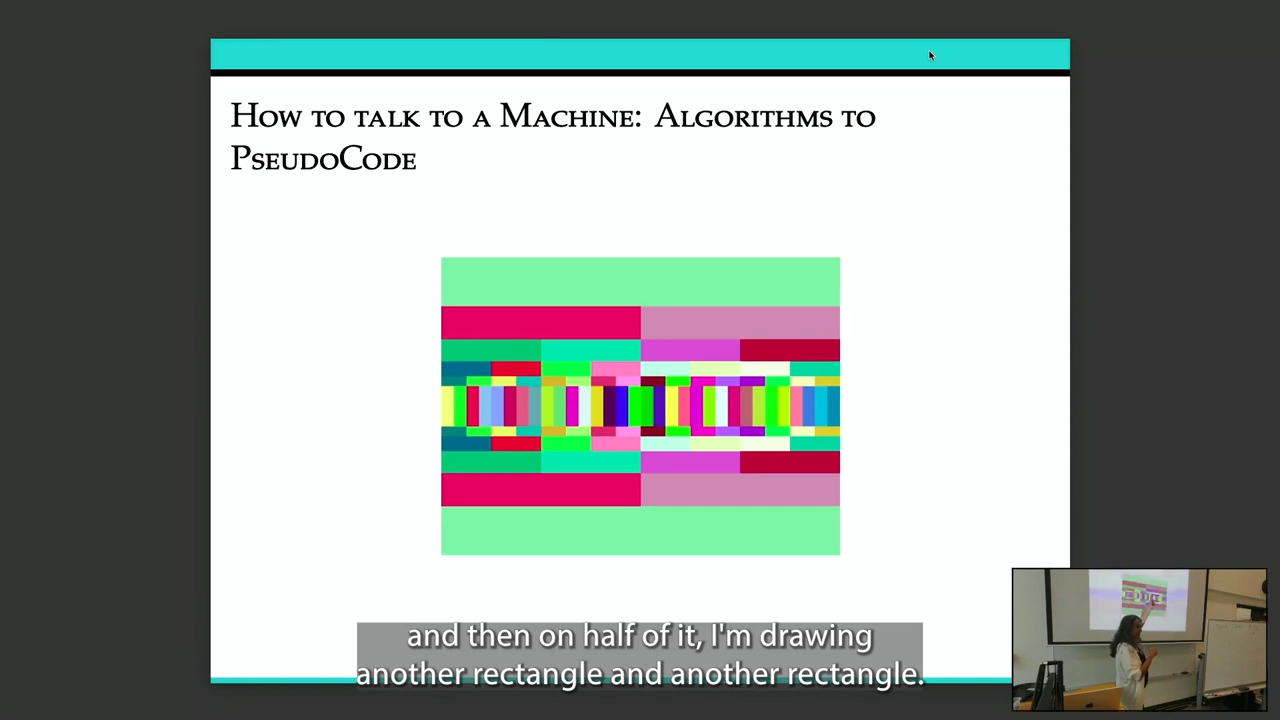 How to talk to a Machine: Algorithms to
PseudoCode
and then on half of it, I'm drawing
another rectangle and another rectangle.